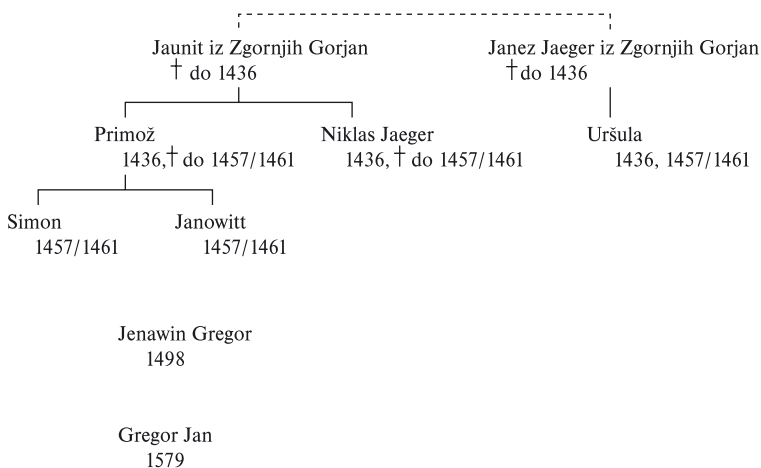 Jaunit iz Zgornjih Gorjan
† do 1436
Janez Jaeger iz Zgornjih Gorjan
† do 1436
Primož
1436, † do 1457/1461
Niklas Jaeger
1436, † do 1457/1461
Uršula
1436, 1457/1461
Simon
1457/1461
Janowitt
1457/1461
Jenawin Gregor
1498
Gregor Jan
1579